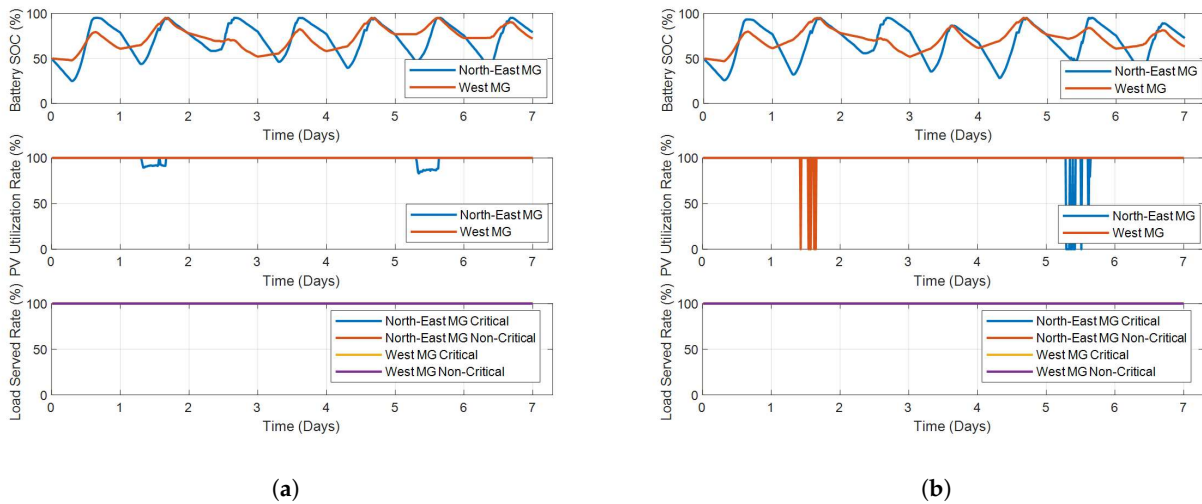 Battery SOC (%)
100
50
0
0 1 2 3 4 5 6 7
Time (Days)
North-East MG
West MG
PV Utilization Rate (%)
100
50
0
0 1 2 3 4 5 6 7
Time (Days)
North-East MG
West MG
Load Served Rate (%)
100
50
0
0 1 2 3 4 5 6 7
Time (Days)
North-East MG Critical
North-East MG Non-Critical
West MG Critical
West MG Non-Critical
(a)
Battery SOC (%)
100
50
0
0 1 2 3 4 5 6 7
Time (Days)
North-East MG
West MG
PV Utilization Rate (%)
100
50
0
0 1 2 3 4 5 6 7
Time (Days)
North-East MG
West MG
Load Served Rate (%)
100
50
0
0 1 2 3 4 5 6 7
Time (Days)
North-East MG Critical
North-East MG Non-Critical
West MG Critical
West MG Non-Critical
(b)